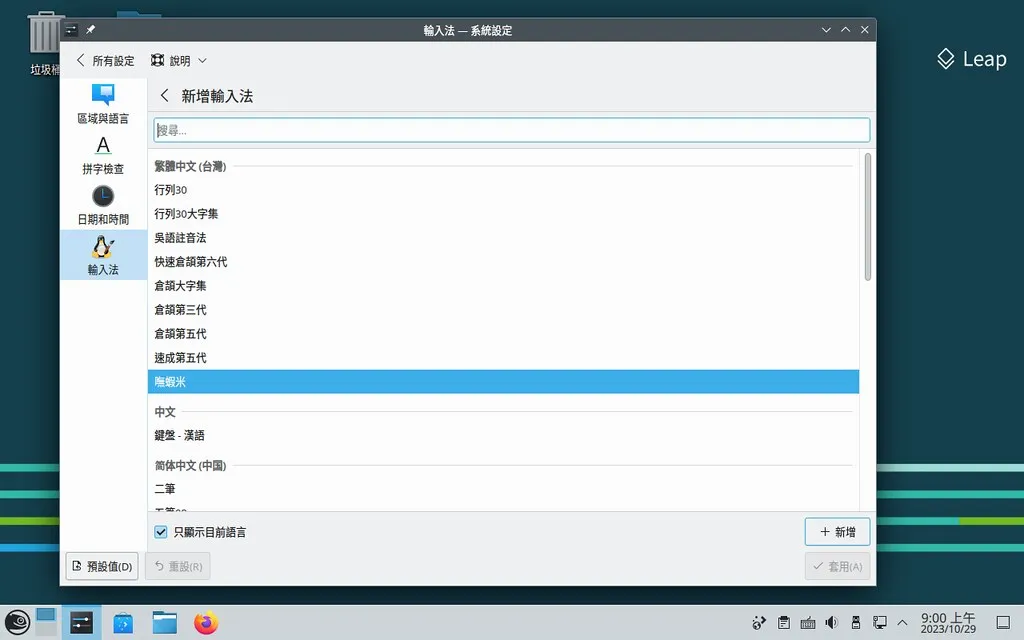 垃圾桶
輸入法 — 系統設定
Leap
所有設定
說明
區域與語言
拼字檢查
日期和時間
輸入法
新增輸入法
搜尋...
繁體中文 (台灣)
行列30
行列30大字集
吳語註音法
快速倉頡第六代
倉頡大字集
倉頡第三代
倉頡第五代
速成第五代
嘸蝦米
中文
鍵盤 - 漢語
简体中文 (中国)
二筆
只顯示目前語言
新增
預設值(D)
重設(R)
套用(A)
9:00 上午
2023/10/29